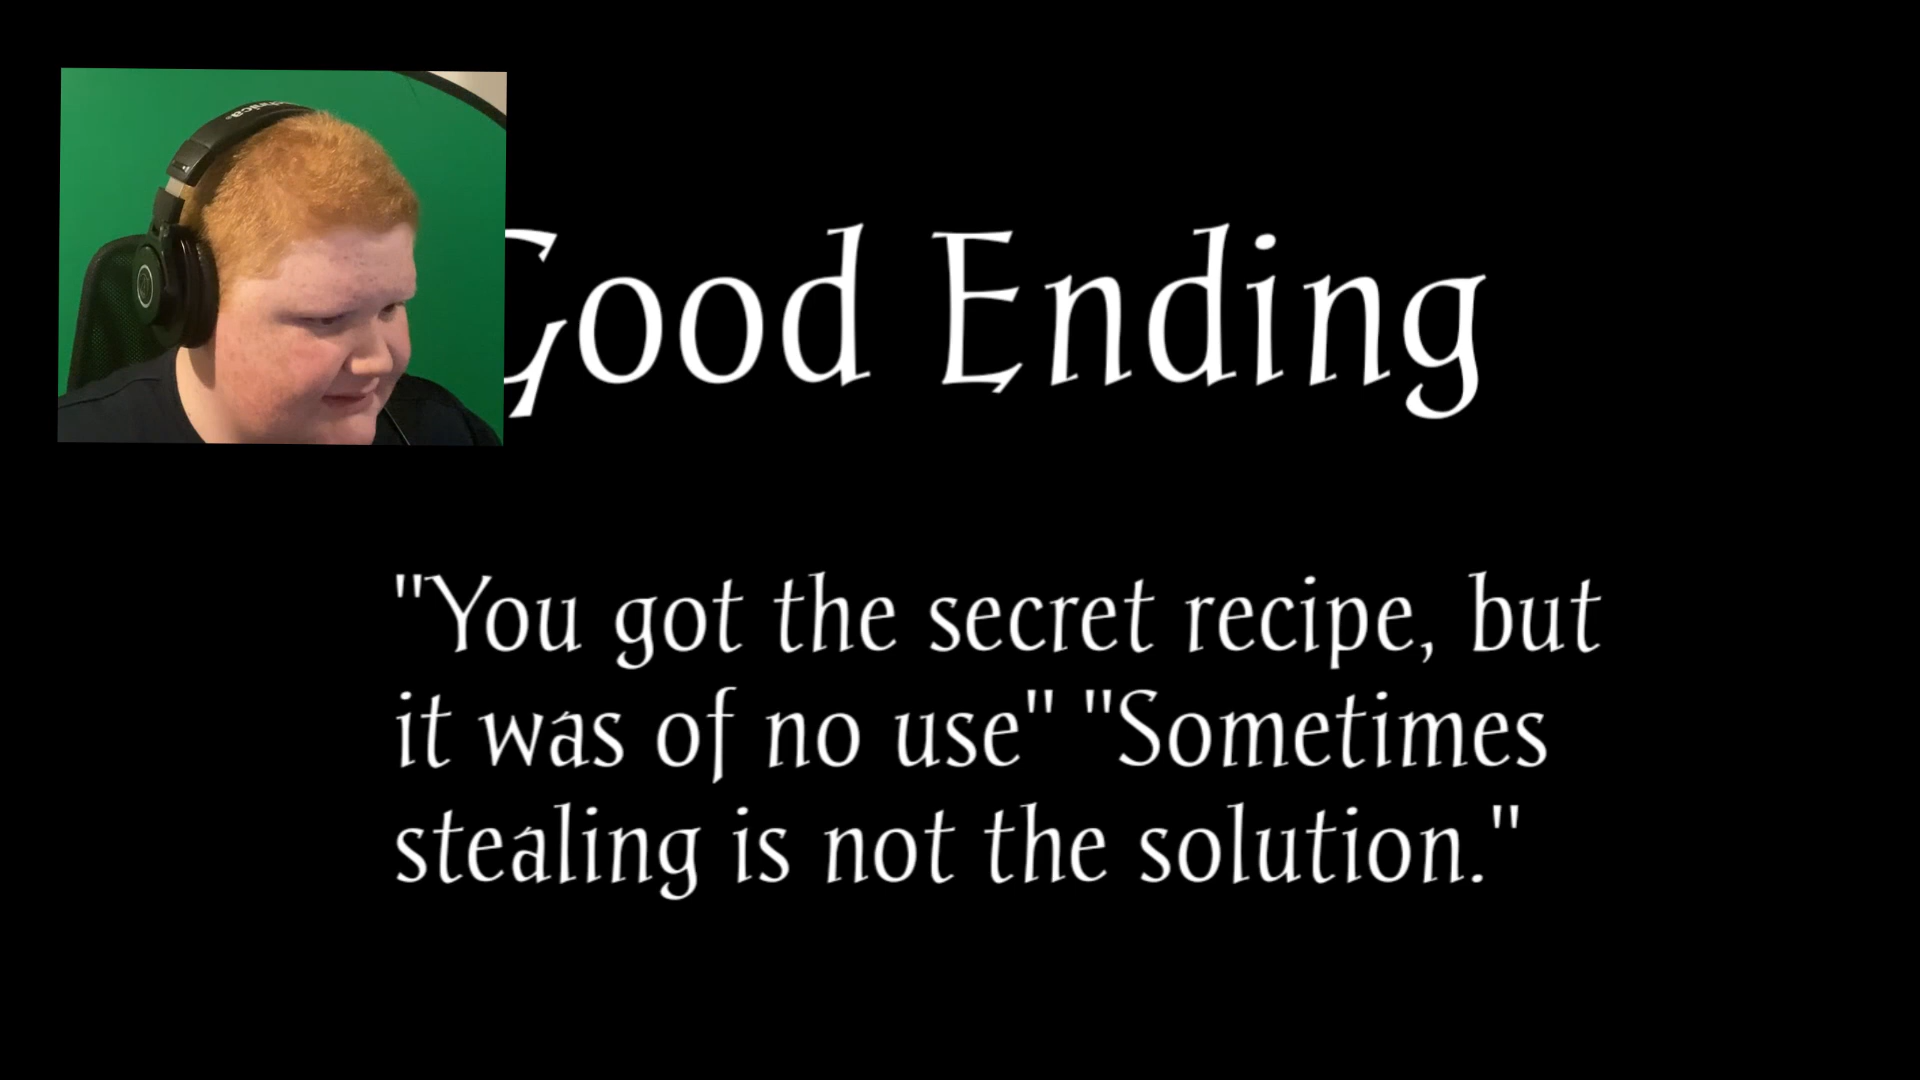 Good Ending
"You got the secret recipe, but
it was of no use" "Sometimes
stealing is not the solution."